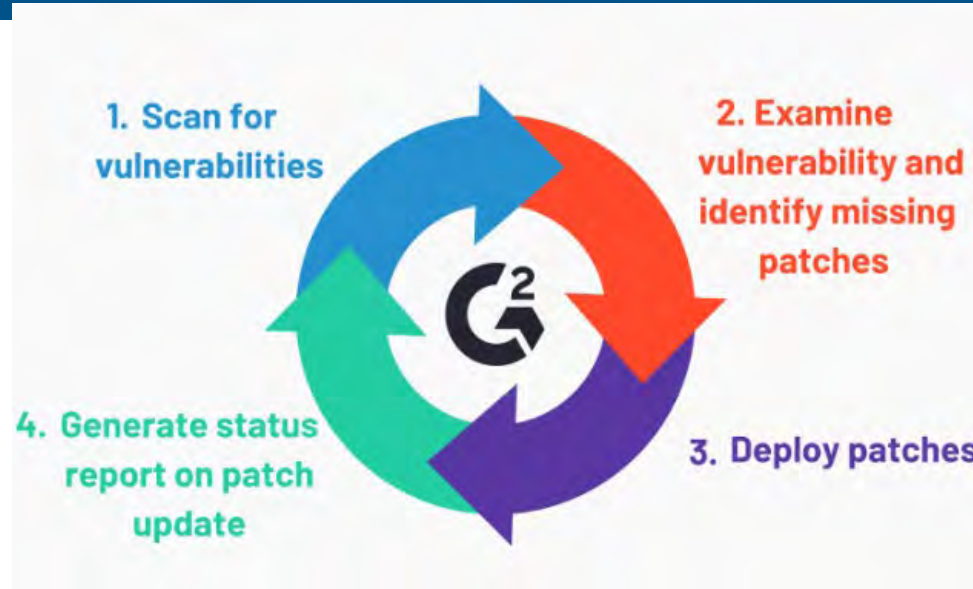 1. Scan for
vulnerabilities
2. Examine
vulnerability and
identify missing
patches
3. Deploy patches
4. Generate status
report on patch
update
G2